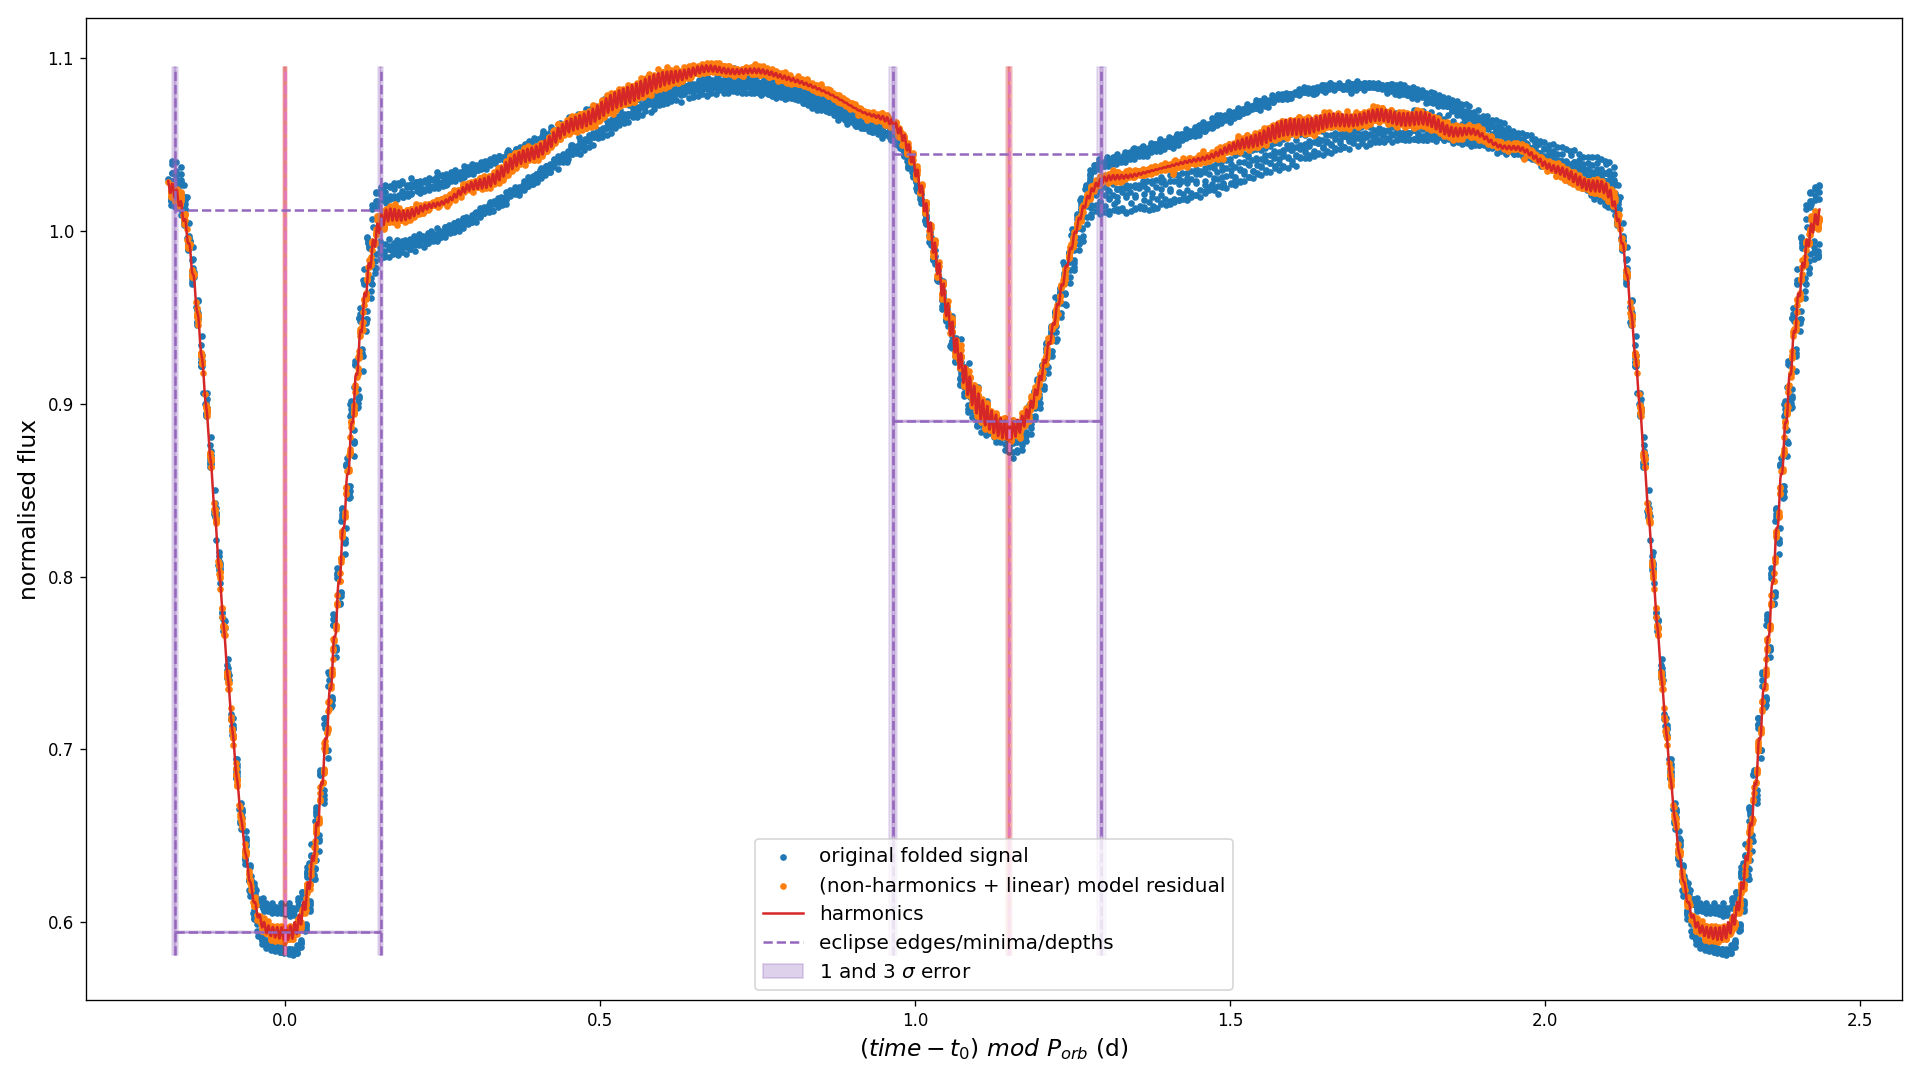 1.1
1.0
0.9
0.8
0.7
0.6
normalised flux
original folded signal
(non-harmonics + linear) model residual
harmonics
eclipse edges/minima/depths
1 and 3 σ error
0.0 0.5 1.0 1.5 2.0 2.5
(time − t₀) mod Pₒᵣb (d)